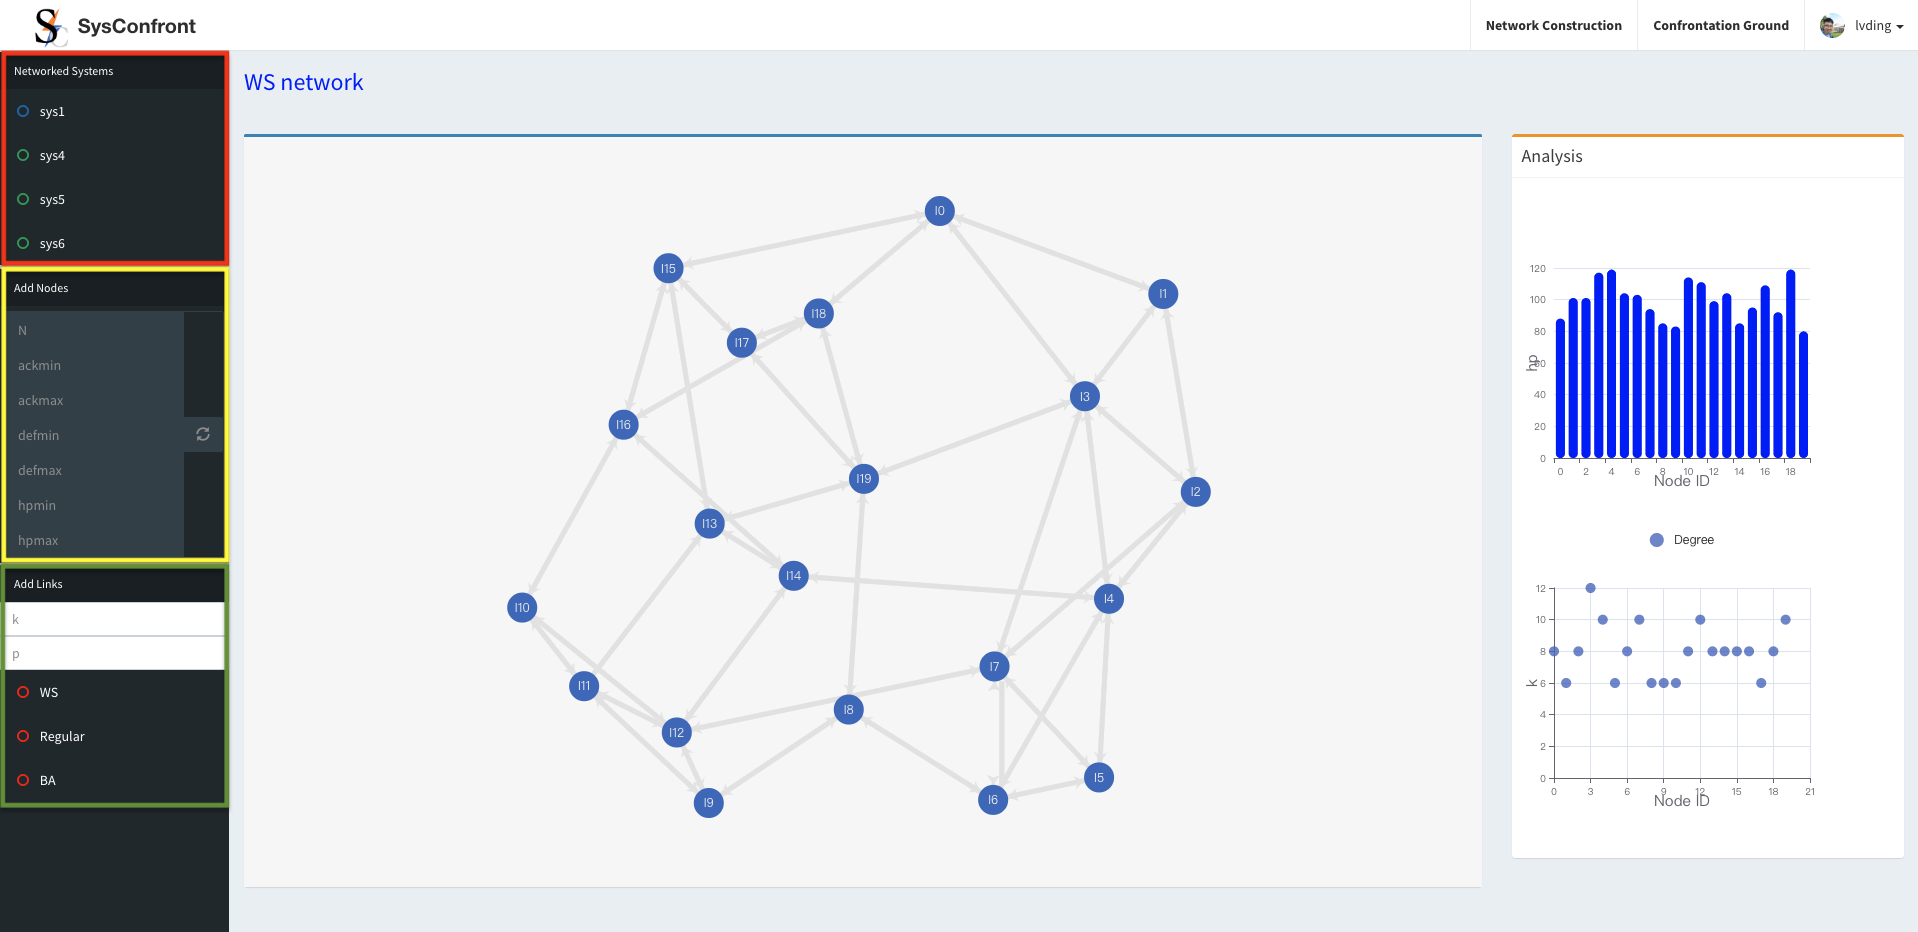 SysConfront
Network Construction
Confrontation Ground
lvding
Networked Systems
sys1
sys4
sys5
sys6
Add Nodes
N
ackmin
ackmax
defmin
defmax
hpmin
hpmax
Add Links
k
p
WS
Regular
BA
WS network
I0
I15
I1
I18
I17
I3
I16
I19
I2
I13
I14
I4
I10
I7
I11
I8
I12
I5
I6
I9
Analysis
120
100
80
60
hp
40
20
0
0 2 4 6 8 10 12 14 16 18
Node ID
Degree
12
10
8
6
k
4
2
0
0 3 6 9 12 15 18 21
Node ID